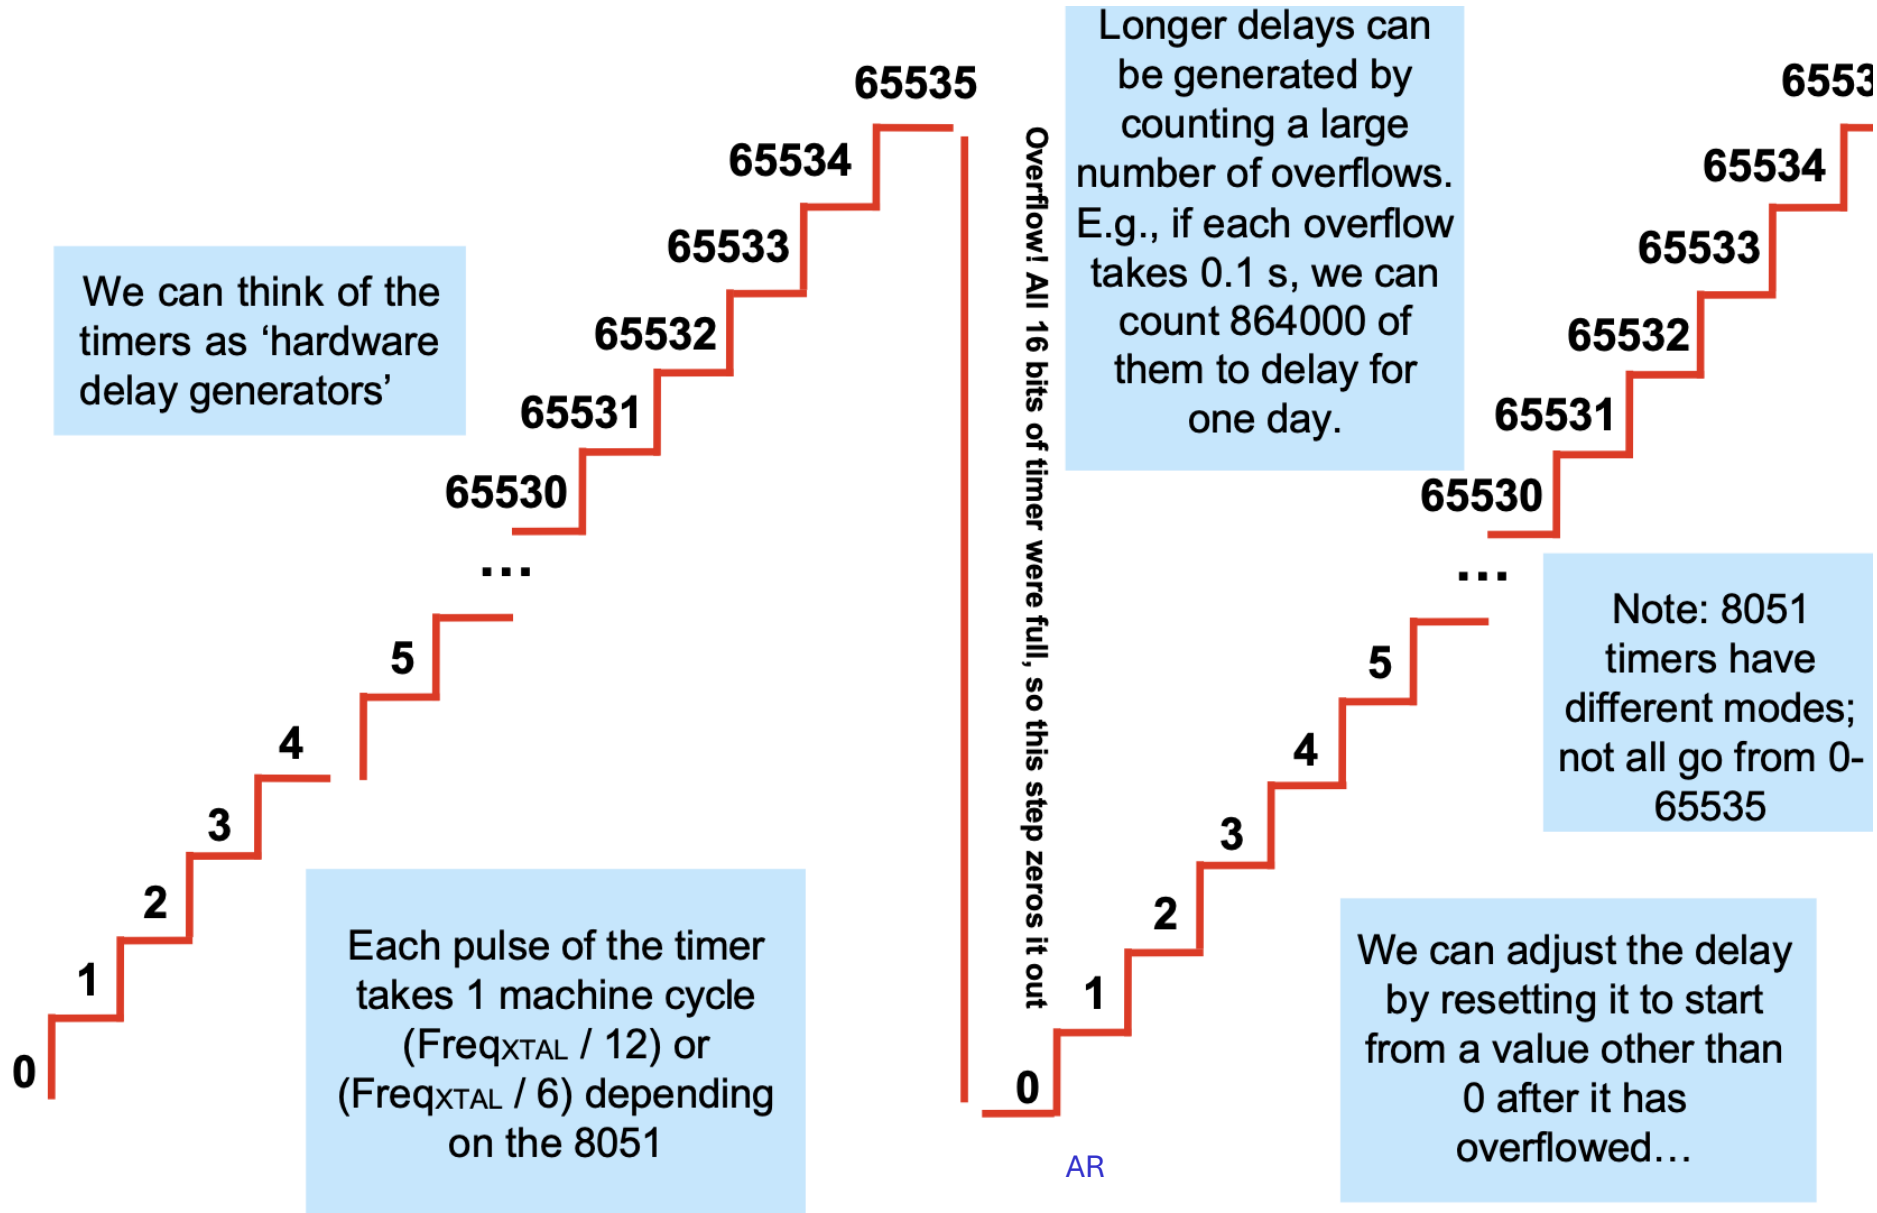 We can think of the
timers as ‘hardware
delay generators’
0
1
2
3
4
5
...
65530
65531
65532
65533
65534
65535
Each pulse of the timer
takes 1 machine cycle
(FreqXTAL / 12) or
(FreqXTAL / 6) depending
on the 8051
Overflow! All 16 bits of timer were full, so this step zeros it out
Longer delays can
be generated by
counting a large
number of overflows.
E.g., if each overflow
takes 0.1 s, we can
count 864000 of
them to delay for
one day.
0
1
2
3
4
5
...
65530
65531
65532
65533
65534
6553
Note: 8051
timers have
different modes;
not all go from 0-
65535
We can adjust the delay
by resetting it to start
from a value other than
0 after it has
overflowed…
AR